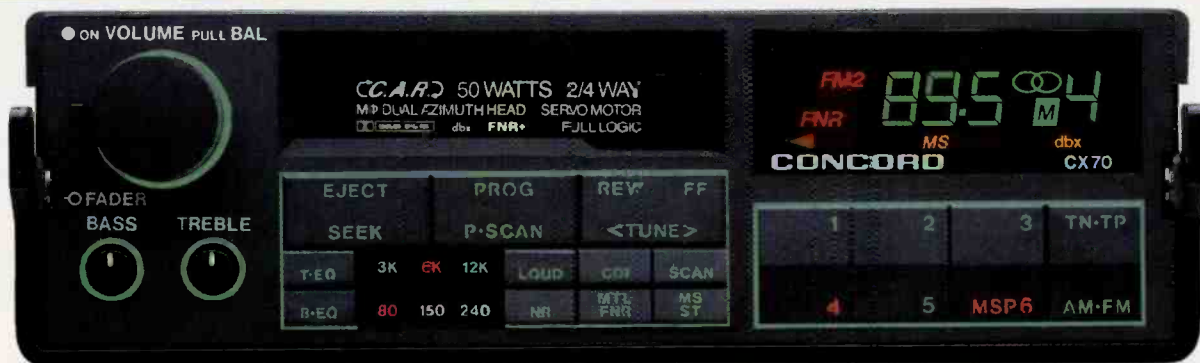 ON VOLUME PULL BAL
FADER
BASS TREBLE
C.A.R.D 50 WATTS 2/4 WAY
DUAL AZIMUTH HEAD SERVO MOTOR
dbx FNR+ FULL LOGIC
EJECT PROG REW FF
SEEK P•SCAN <TUNE>
T•EQ 3K 6K 12K LOUD SCAN
B•EQ 80 150 240 NR MTL FNR MS ST
FM2 89.5 M 4
FNR
MS dbx
CONCORD CX70
1 2 3 TN•TP
4 5 MSP6 AM•FM